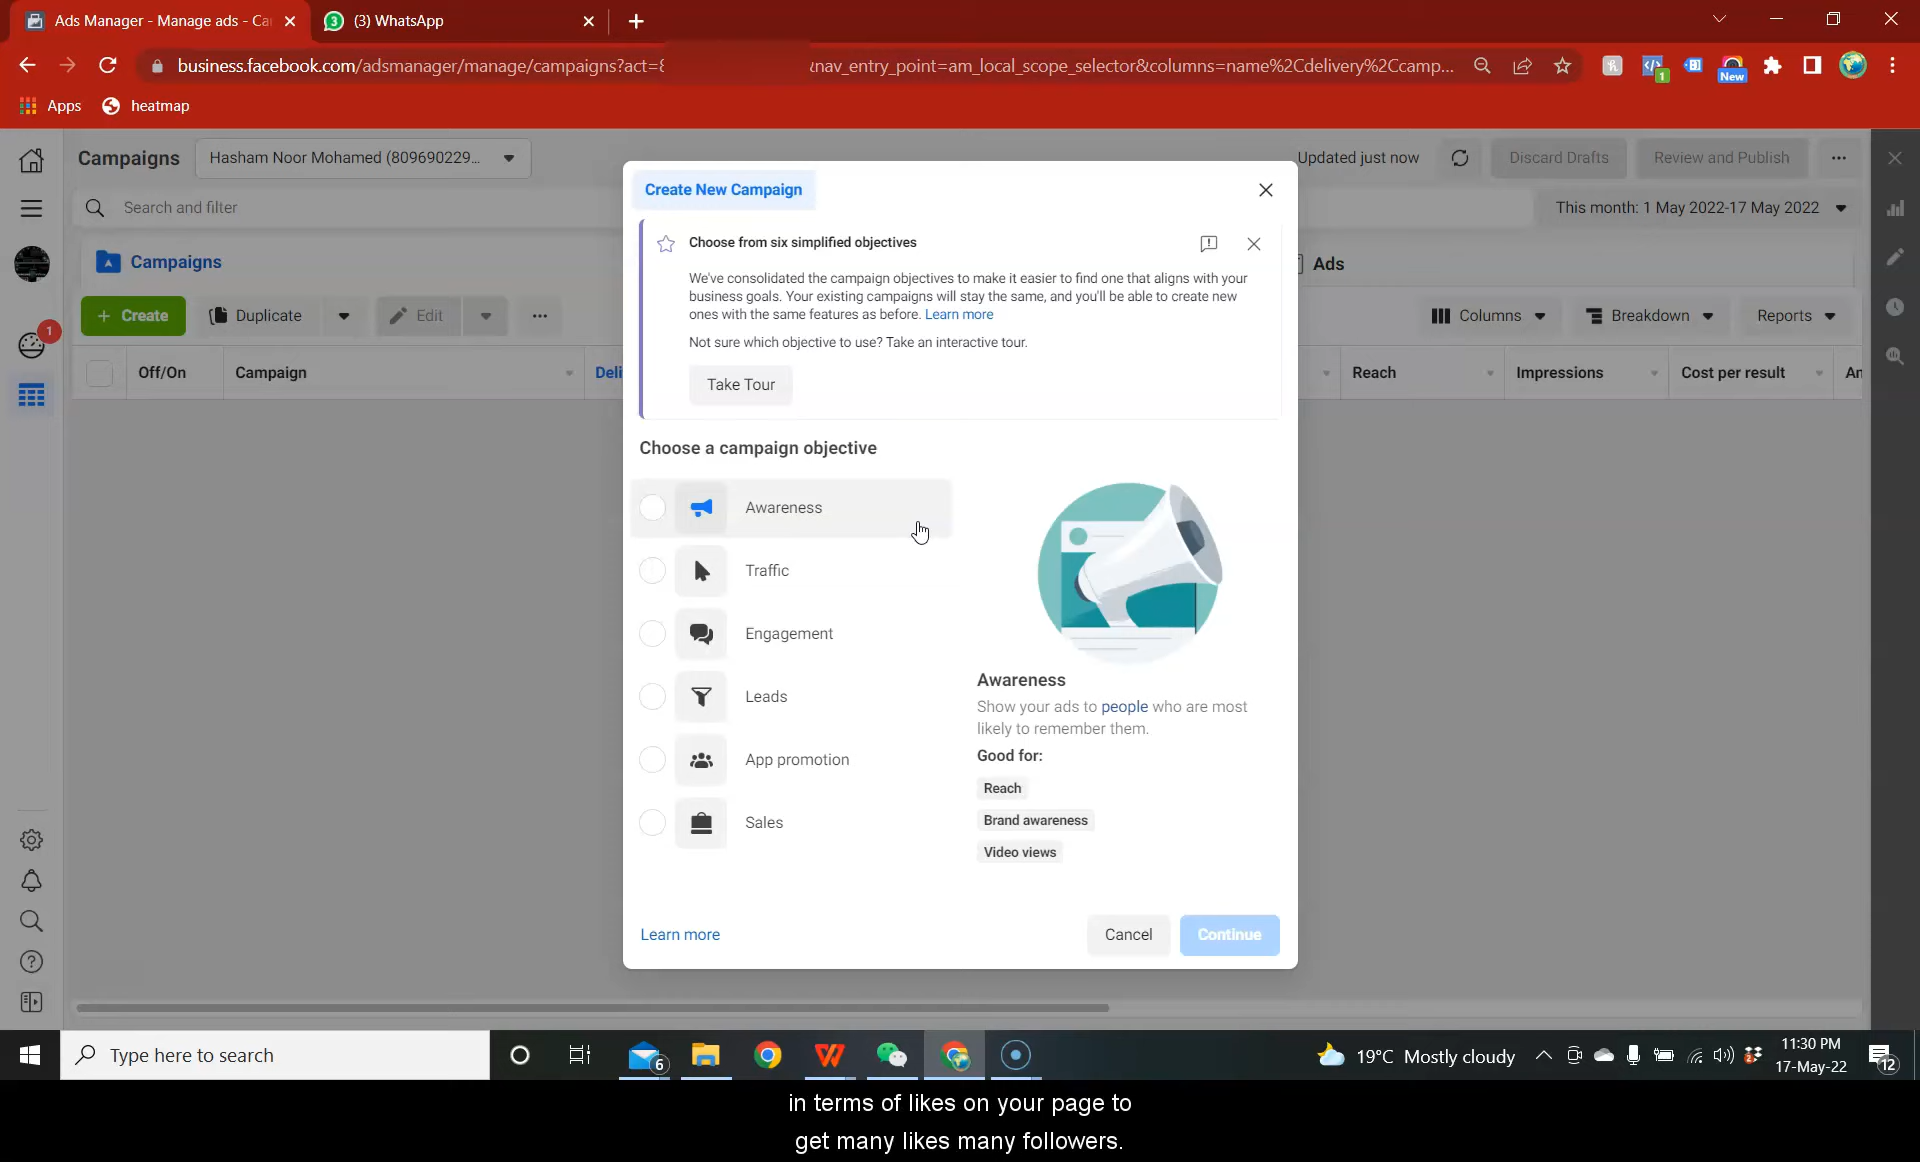 Ads Manager - Manage ads - Ca
(3) WhatsApp
business.facebook.com/adsmanager/manage/campaigns?act=8
nav_entry_point=am_local_scope_selector&columns=name%2Cdelivery%2Ccamp...
1
New
Apps
heatmap
Campaigns
Hasham Noor Mohamed (809690229...
Updated just now
Discard Drafts
Review and Publish
Search and filter
This month: 1 May 2022-17 May 2022
Campaigns
Ads
+ Create
Duplicate
Edit
Columns
Breakdown
Reports
1
Off/On
Campaign
Deli
Reach
Impressions
Cost per result
Am
Create New Campaign
Choose from six simplified objectives
We've consolidated the campaign objectives to make it easier to find one that aligns with your
business goals. Your existing campaigns will stay the same, and you'll be able to create new
ones with the same features as before. Learn more
Not sure which objective to use? Take an interactive tour.
Take Tour
Choose a campaign objective
Awareness
Traffic
Engagement
Leads
App promotion
Sales
Awareness
Show your ads to people who are most
likely to remember them.
Good for:
Reach
Brand awareness
Video views
Learn more
Cancel
Continue
Type here to search
6
19°C Mostly cloudy
11:30 PM
17-May-22
12
in terms of likes on your page to
get many likes many followers.